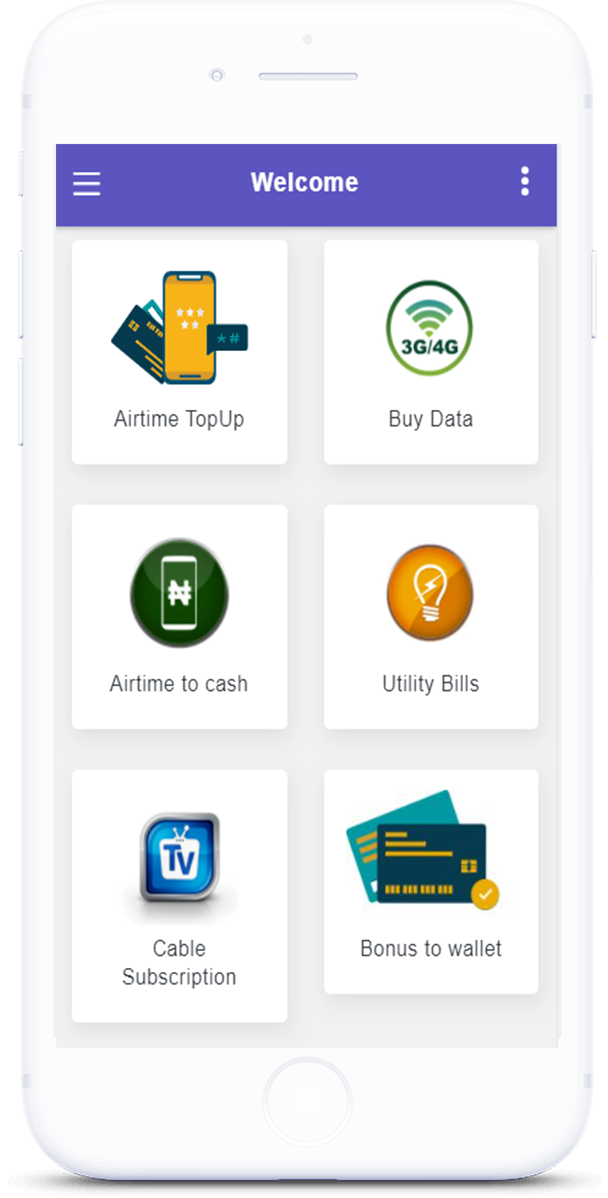 Welcome
*#
3G/4G
Airtime TopUp
Buy Data
₦
Airtime to cash
Utility Bills
TV
Cable
Subscription
Bonus to wallet